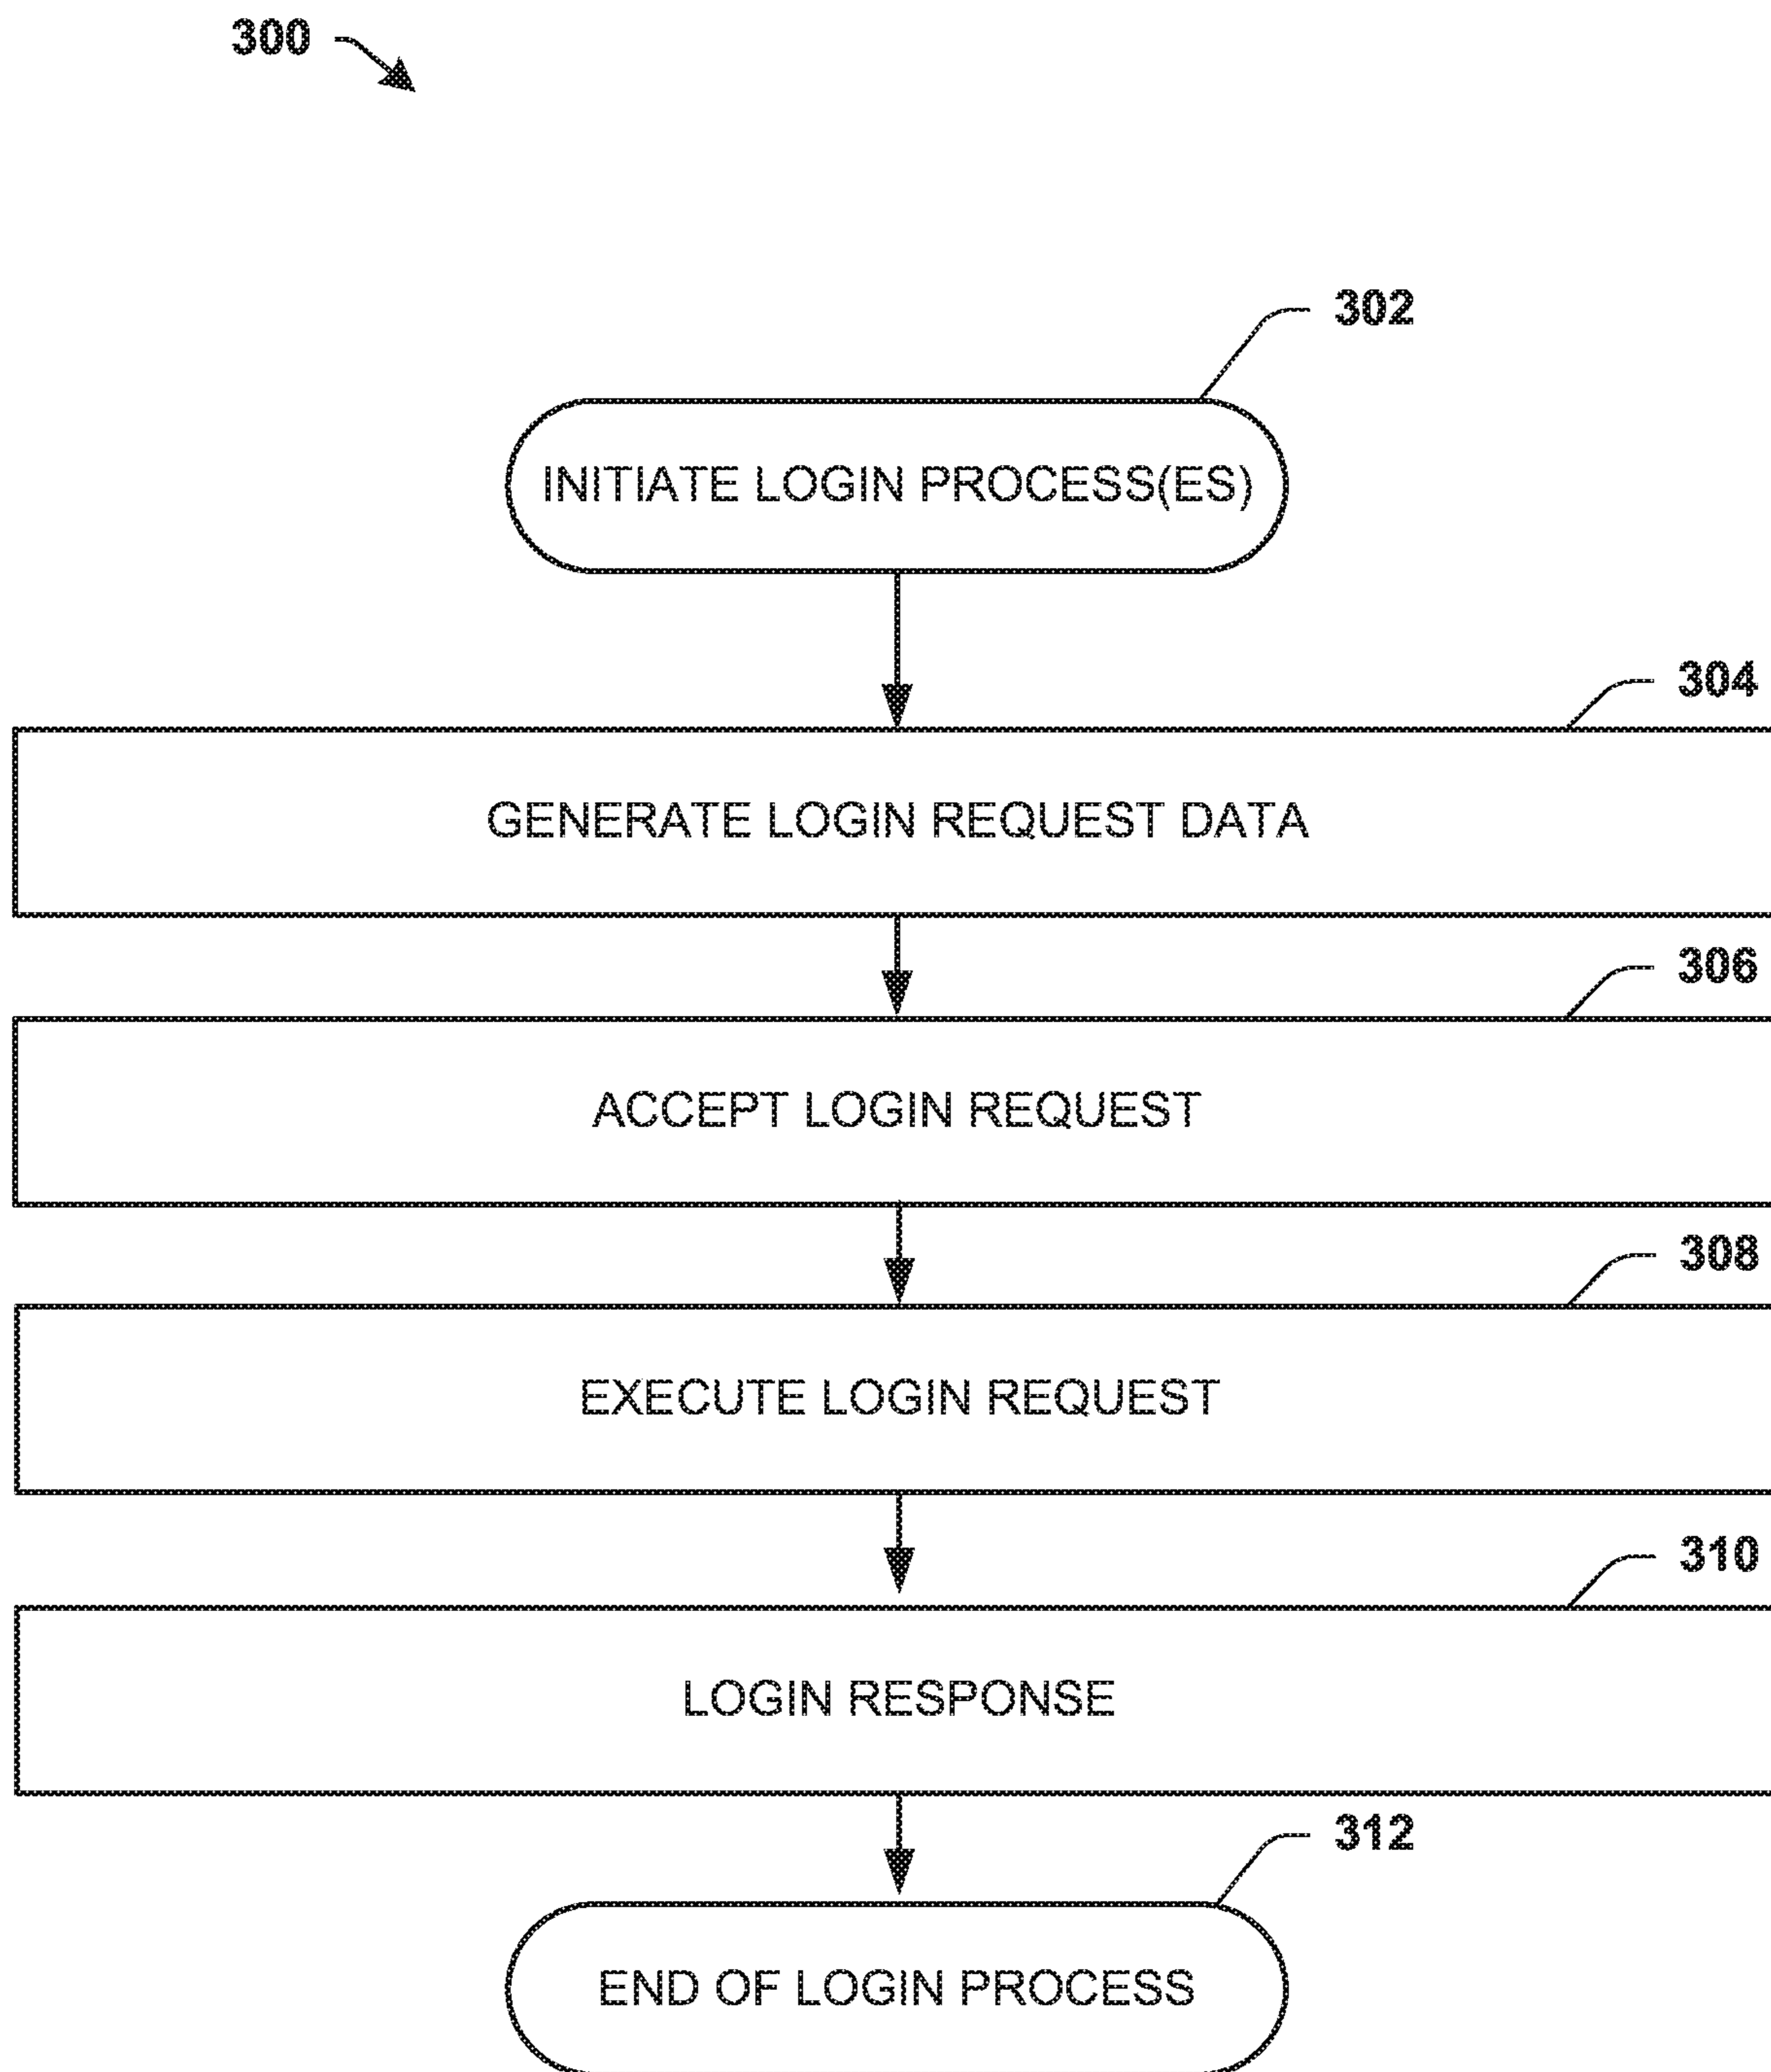 300
302
INITIATE LOGIN PROCESS(ES)
304
GENERATE LOGIN REQUEST DATA
306
ACCEPT LOGIN REQUEST
308
EXECUTE LOGIN REQUEST
310
LOGIN RESPONSE
312
END OF LOGIN PROCESS